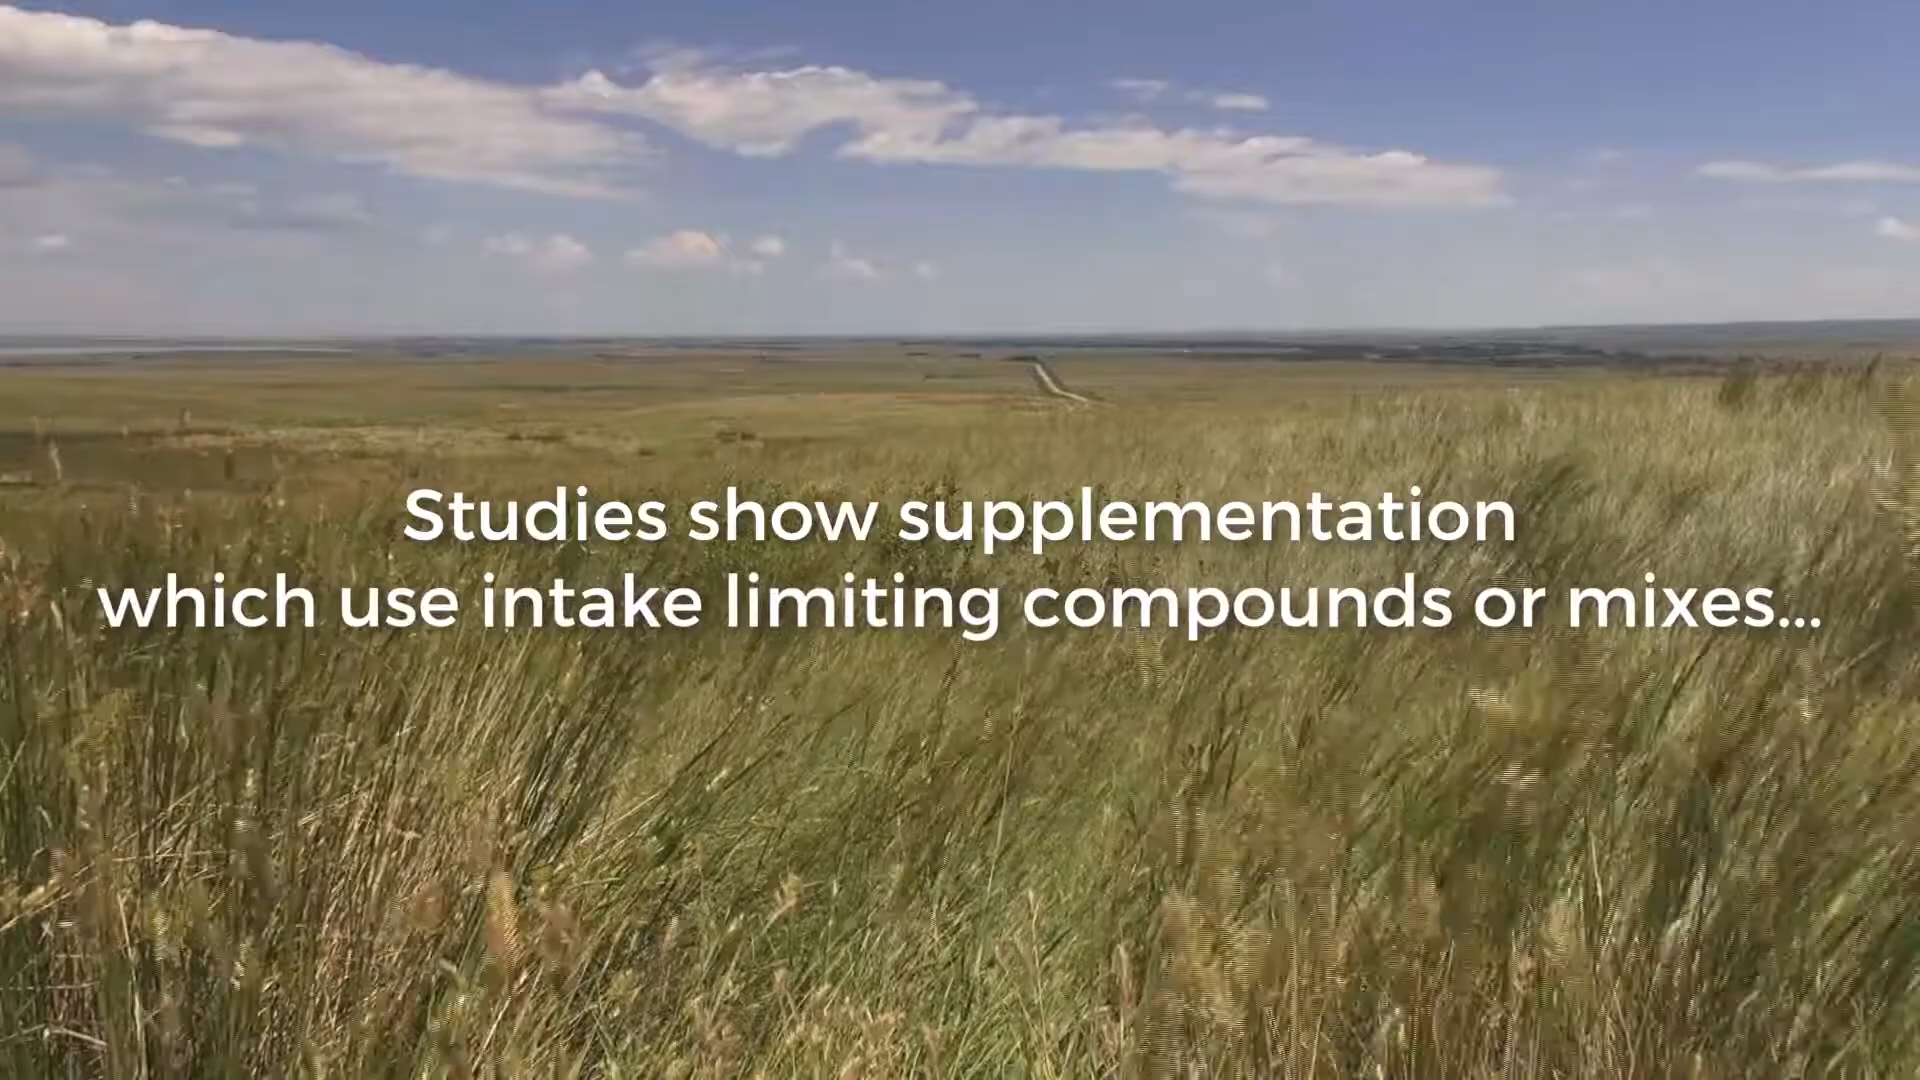 Studies show supplementation
which use intake limiting compounds or mixes...